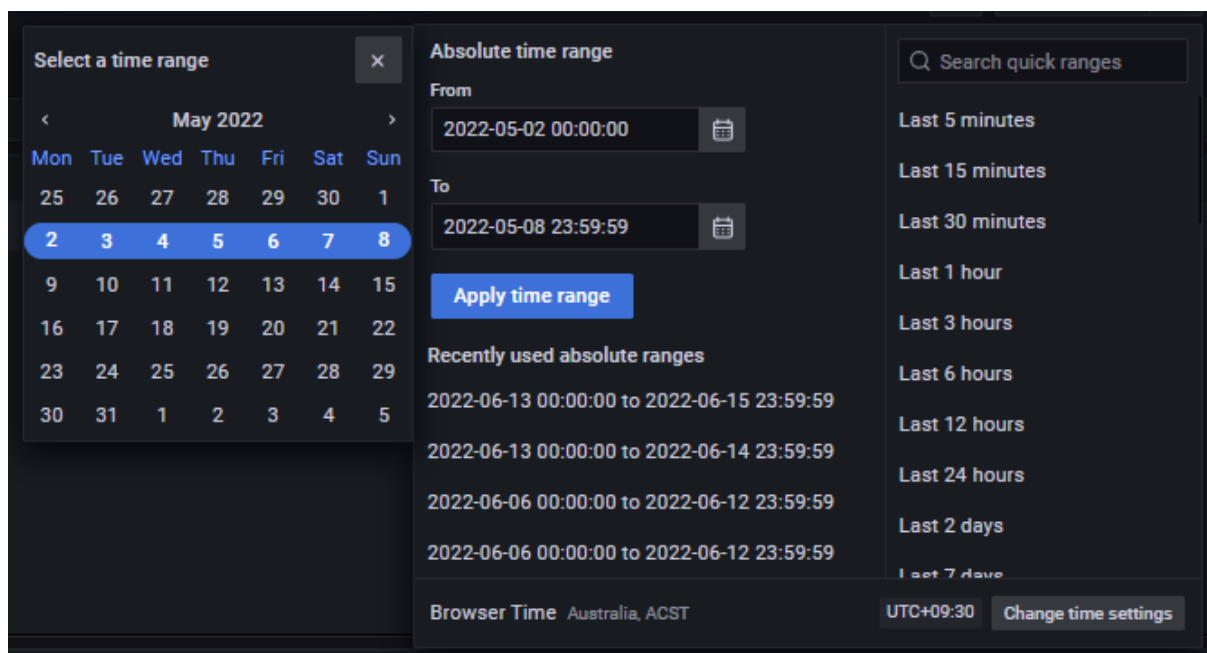 Select a time range
×
‹ May 2022 ›
Mon Tue Wed Thu Fri Sat Sun
25 26 27 28 29 30 1
2 3 4 5 6 7 8
9 10 11 12 13 14 15
16 17 18 19 20 21 22
23 24 25 26 27 28 29
30 31 1 2 3 4 5
Absolute time range
From
2022-05-02 00:00:00
To
2022-05-08 23:59:59
Apply time range
Recently used absolute ranges
2022-06-13 00:00:00 to 2022-06-15 23:59:59
2022-06-13 00:00:00 to 2022-06-14 23:59:59
2022-06-06 00:00:00 to 2022-06-12 23:59:59
2022-06-06 00:00:00 to 2022-06-12 23:59:59
Search quick ranges
Last 5 minutes
Last 15 minutes
Last 30 minutes
Last 1 hour
Last 3 hours
Last 6 hours
Last 12 hours
Last 24 hours
Last 2 days
Last 7 days
Browser Time Australia, ACST UTC+09:30 Change time settings